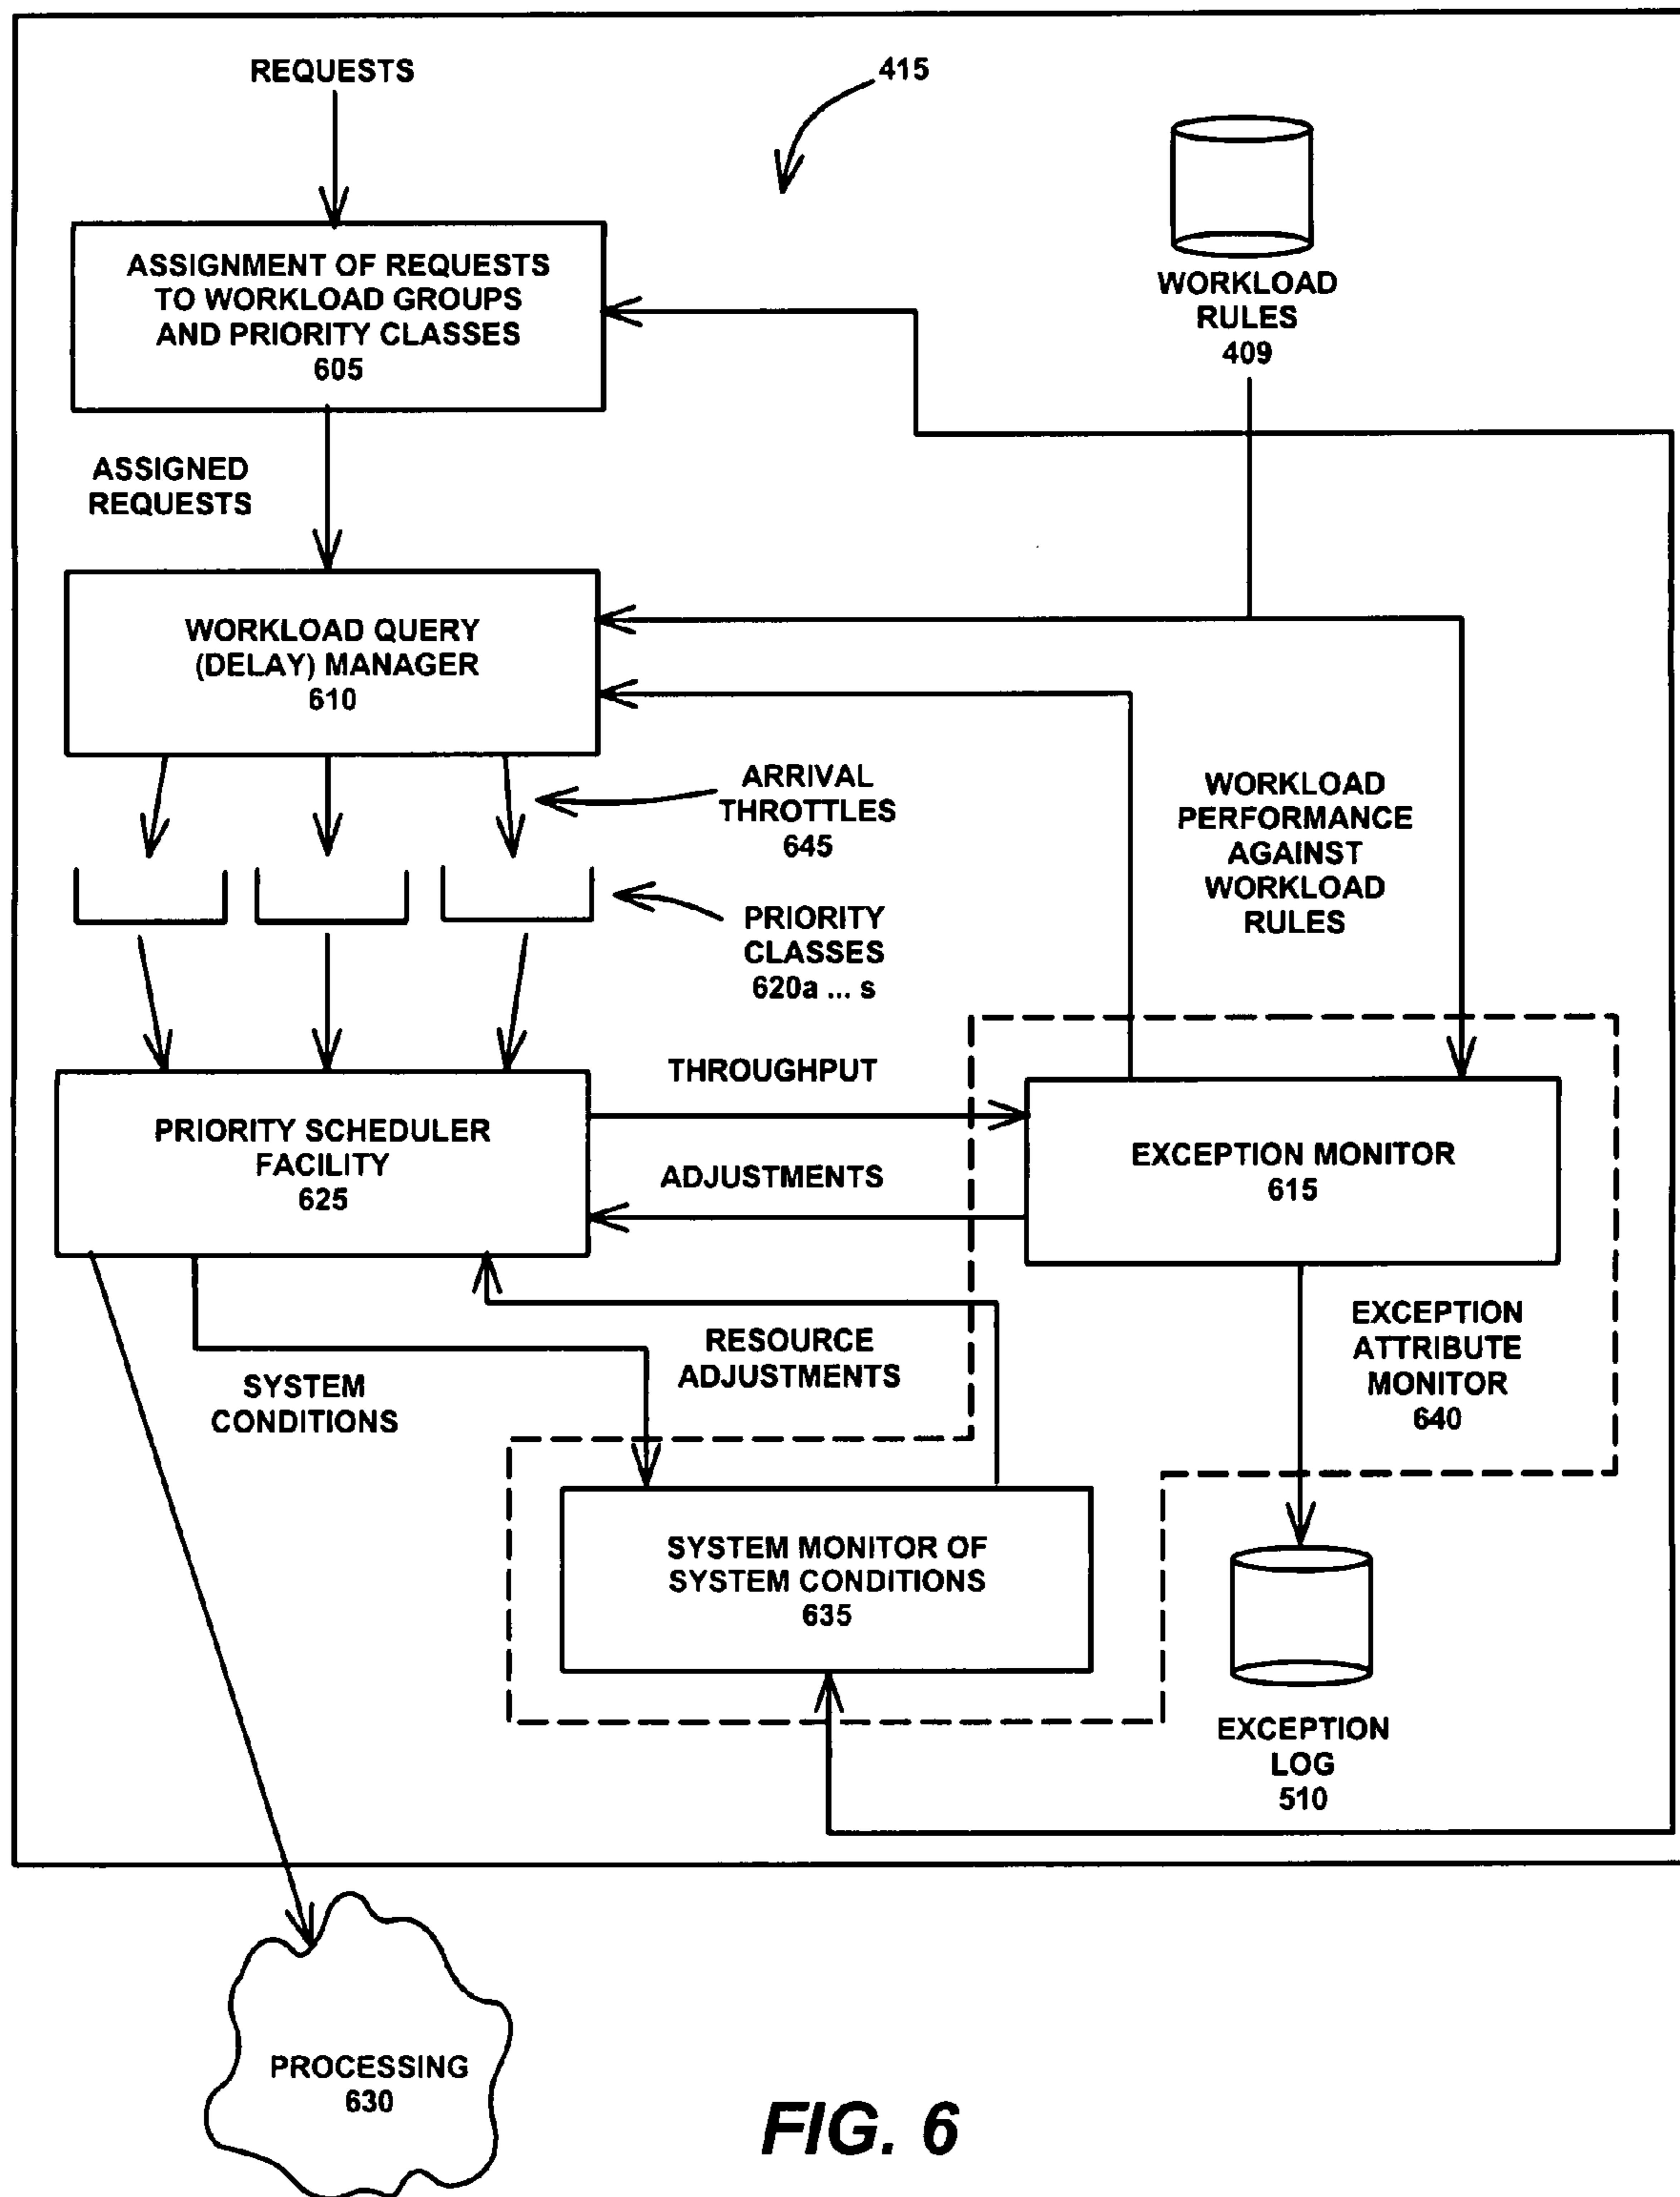 REQUESTS
415
ASSIGNMENT OF REQUESTS
TO WORKLOAD GROUPS
AND PRIORITY CLASSES
605
WORKLOAD
RULES
409
ASSIGNED
REQUESTS
WORKLOAD QUERY
(DELAY) MANAGER
610
ARRIVAL
THROTTLES
645
WORKLOAD
PERFORMANCE
AGAINST
WORKLOAD
RULES
PRIORITY
CLASSES
620a ... s
THROUGHPUT
PRIORITY SCHEDULER
FACILITY
625
ADJUSTMENTS
EXCEPTION MONITOR
615
RESOURCE
ADJUSTMENTS
EXCEPTION
ATTRIBUTE
MONITOR
640
SYSTEM
CONDITIONS
SYSTEM MONITOR OF
SYSTEM CONDITIONS
635
EXCEPTION
LOG
510
PROCESSING
630
FIG. 6